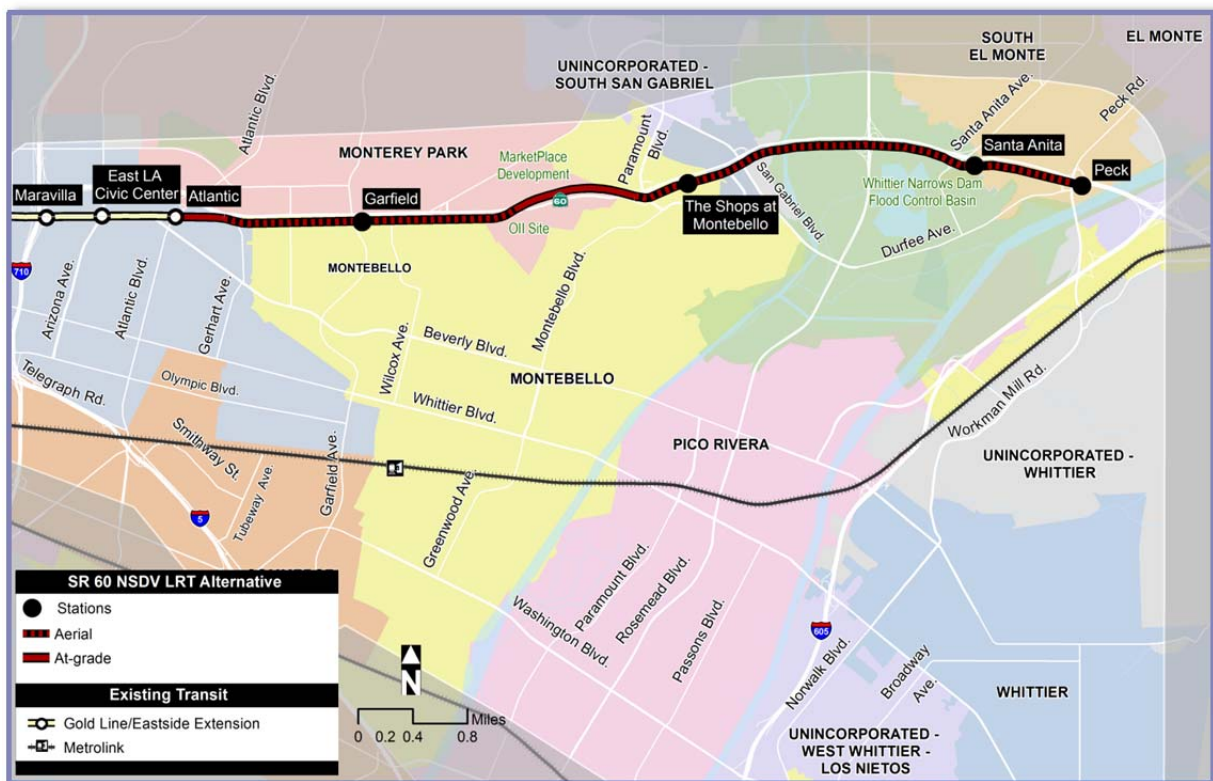 EL MONTE
SOUTH
EL MONTE
UNINCORPORATED -
SOUTH SAN GABRIEL
Atlantic Blvd.
Santa Anita Ave.
Peck Rd.
Paramount
Blvd.
MONTEREY PARK
MarketPlace
Development
Santa Anita
East LA
Civic Center
Maravilla
Atlantic
Garfield
60
The Shops at
Montebello
San Gabriel Blvd.
Whittier Narrows Dam
Flood Control Basin
Peck
OII Site
Durfee Ave.
710
MONTEBELLO
Arizona Ave.
Atlantic Blvd.
Gerhart Ave.
Montebello Blvd.
Wilcox Ave.
Beverly Blvd.
Telegraph Rd.
Olympic Blvd.
MONTEBELLO
Whittier Blvd.
Workman Mill Rd.
Smithway St.
PICO RIVERA
UNINCORPORATED -
WHITTIER
Garfield Ave.
Tubeway Ave.
5
Greenwood Ave.
Paramount Blvd.
Rosemead Blvd.
Passons Blvd.
Washington Blvd.
605
Norwalk Blvd.
Broadway
Ave.
WHITTIER
UNINCORPORATED -
WEST WHITTIER -
LOS NIETOS
SR 60 NSDV LRT Alternative
Stations
Aerial
At-grade
Existing Transit
Gold Line/Eastside Extension
Metrolink
N
Miles
0 0.2 0.4 0.8